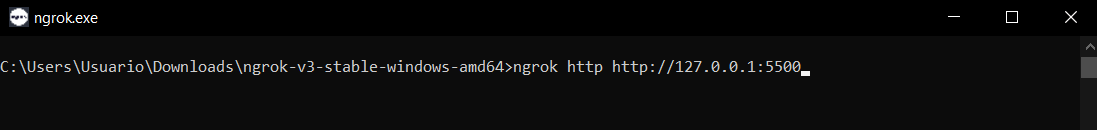 ngrok.exe
C:\Users\Usuario\Downloads\ngrok-v3-stable-windows-amd64>ngrok http http://127.0.0.1:5500